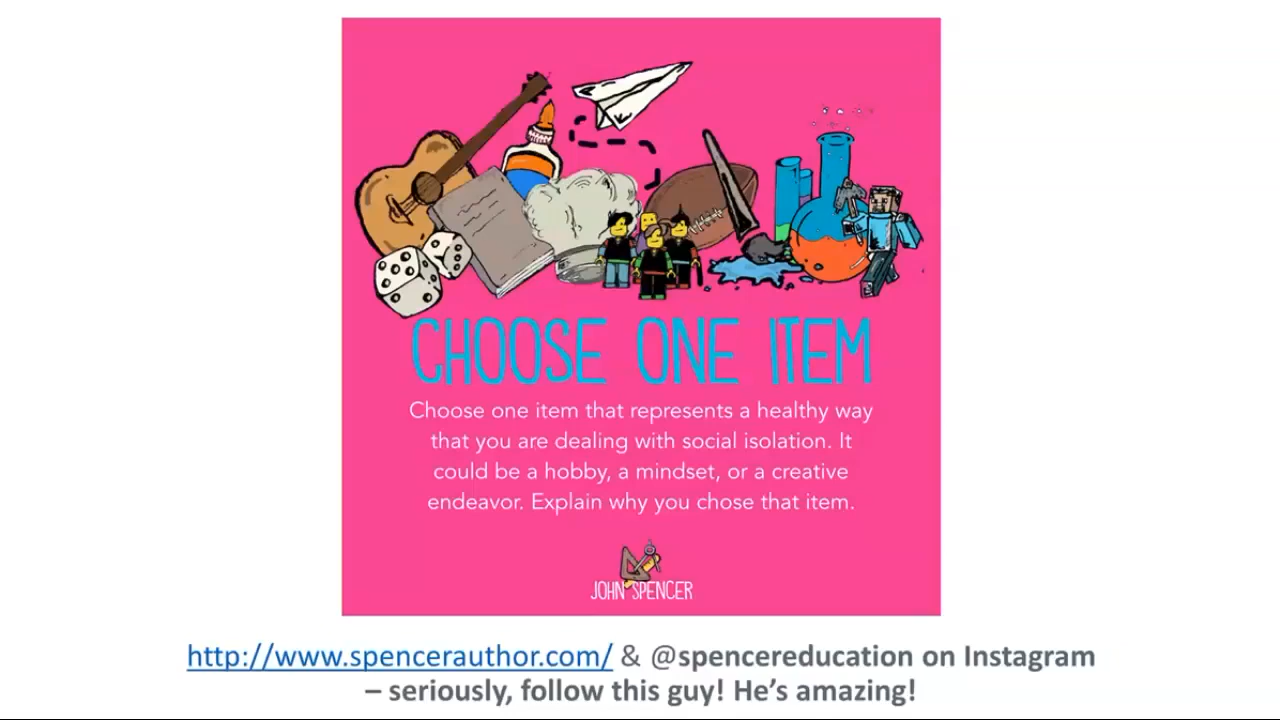 CHOOSE ONE ITEM
Choose one item that represents a healthy way
that you are dealing with social isolation. It
could be a hobby, a mindset, or a creative
endeavor. Explain why you chose that item.
JOHN SPENCER
http://www.spencerauthor.com/ & @spencereducation on Instagram
– seriously, follow this guy! He’s amazing!